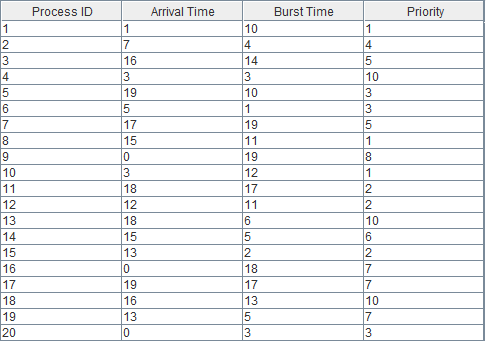 Process ID Arrival Time Burst Time Priority
1 1 10 1
2 7 4 4
3 16 14 5
4 3 3 10
5 19 10 3
6 5 1 3
7 17 19 5
8 15 11 1
9 0 19 8
10 3 12 1
11 18 17 2
12 12 11 2
13 18 6 10
14 15 5 6
15 13 2 2
16 0 18 7
17 19 17 7
18 16 13 10
19 13 5 7
20 0 3 3